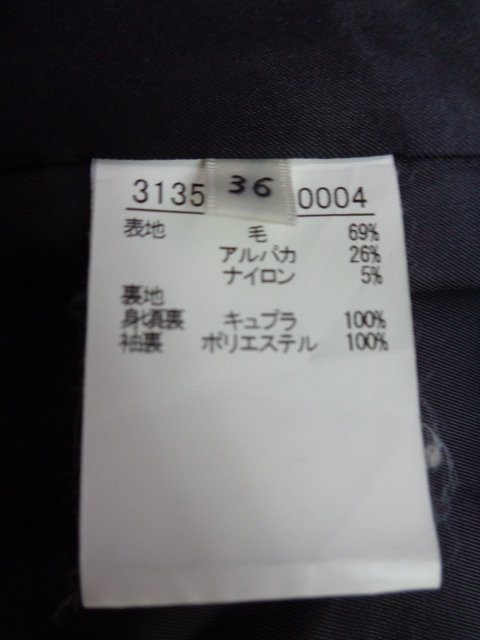 3135 36 0004
表地 毛 69%
アルパカ 26%
ナイロン 5%
裏地
身頃裏 キュプラ 100%
袖裏 ポリエステル 100%